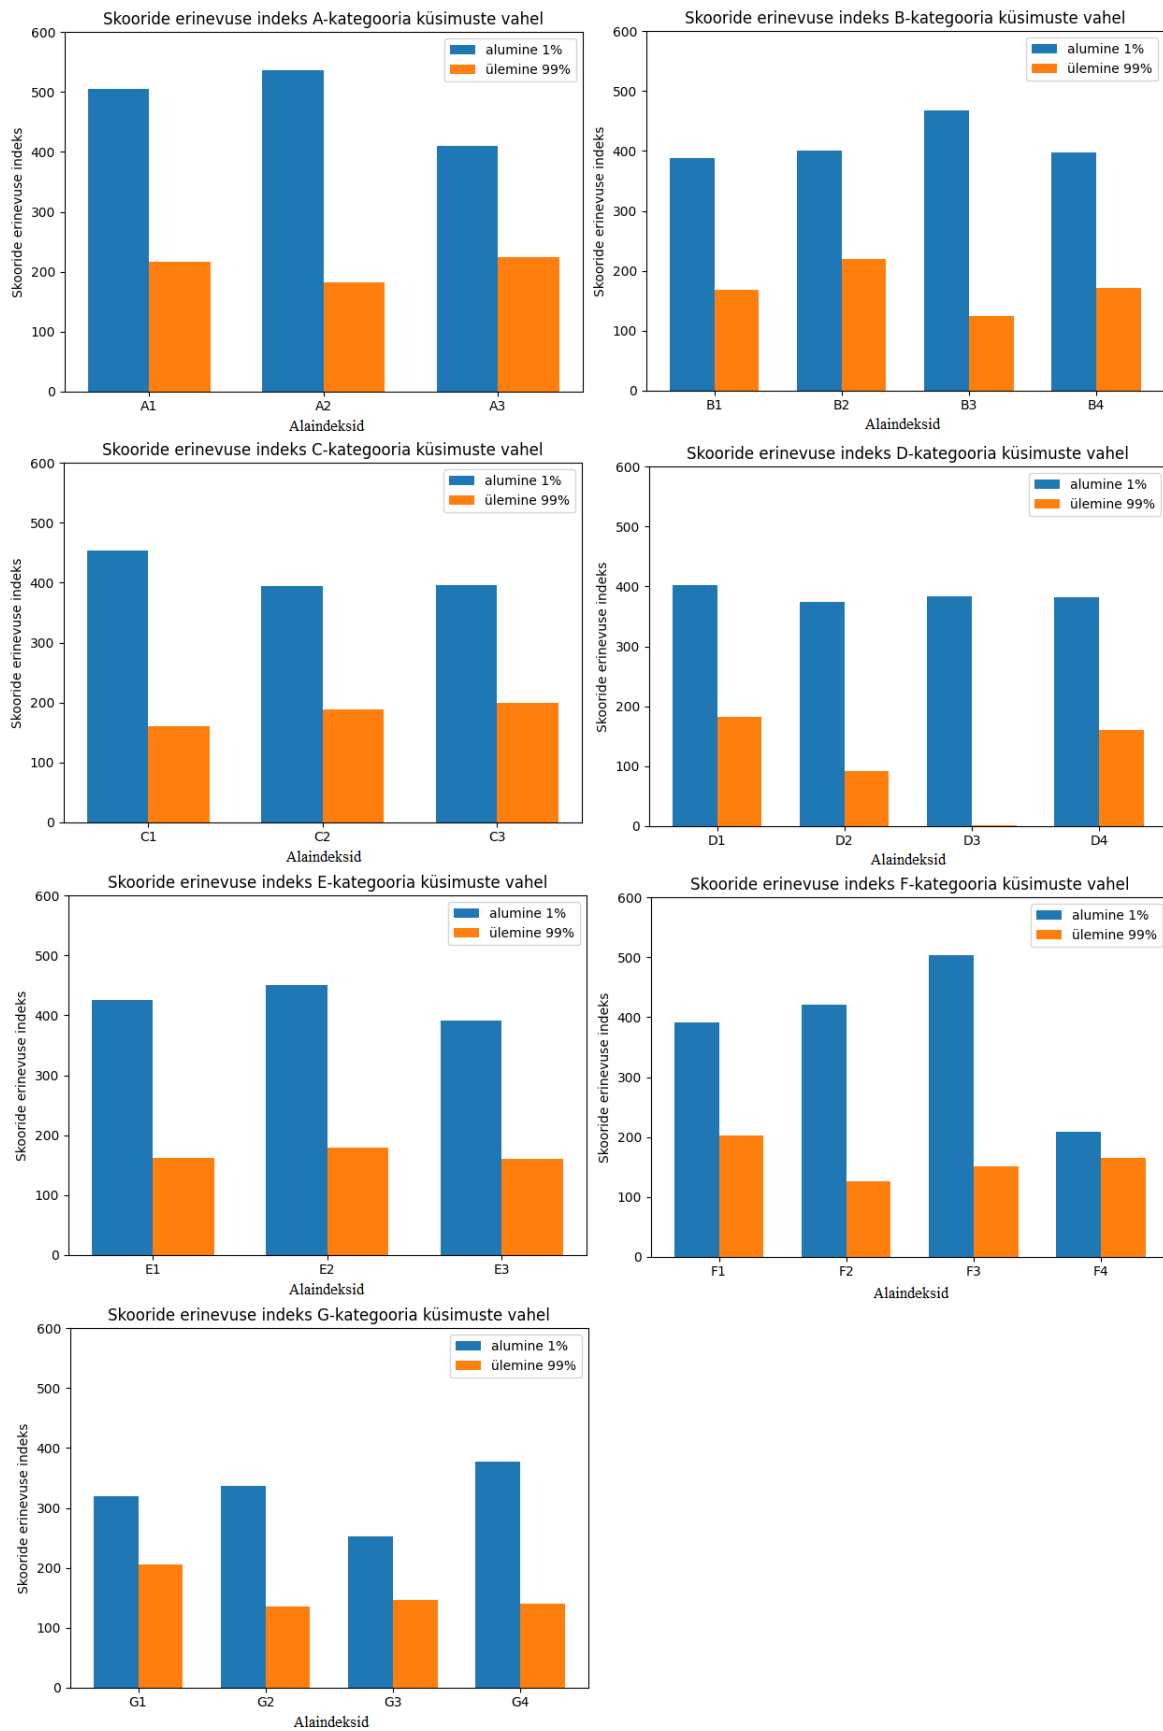 Skooride erinevuse indeks A-kategooria küsimuste vahel
600
500
400
300
200
100
0
Skooride erinevuse indeks
alumine 1%
ülemine 99%
A1 A2 A3
Alaindeksid
Skooride erinevuse indeks B-kategooria küsimuste vahel
600
500
400
300
200
100
0
Skooride erinevuse indeks
alumine 1%
ülemine 99%
B1 B2 B3 B4
Alaindeksid
Skooride erinevuse indeks C-kategooria küsimuste vahel
600
500
400
300
200
100
0
Skooride erinevuse indeks
alumine 1%
ülemine 99%
C1 C2 C3
Alaindeksid
Skooride erinevuse indeks D-kategooria küsimuste vahel
600
500
400
300
200
100
0
Skooride erinevuse indeks
alumine 1%
ülemine 99%
D1 D2 D3 D4
Alaindeksid
Skooride erinevuse indeks E-kategooria küsimuste vahel
600
500
400
300
200
100
0
Skooride erinevuse indeks
alumine 1%
ülemine 99%
E1 E2 E3
Alaindeksid
Skooride erinevuse indeks F-kategooria küsimuste vahel
600
500
400
300
200
100
0
Skooride erinevuse indeks
alumine 1%
ülemine 99%
F1 F2 F3 F4
Alaindeksid
Skooride erinevuse indeks G-kategooria küsimuste vahel
600
500
400
300
200
100
0
Skooride erinevuse indeks
alumine 1%
ülemine 99%
G1 G2 G3 G4
Alaindeksid